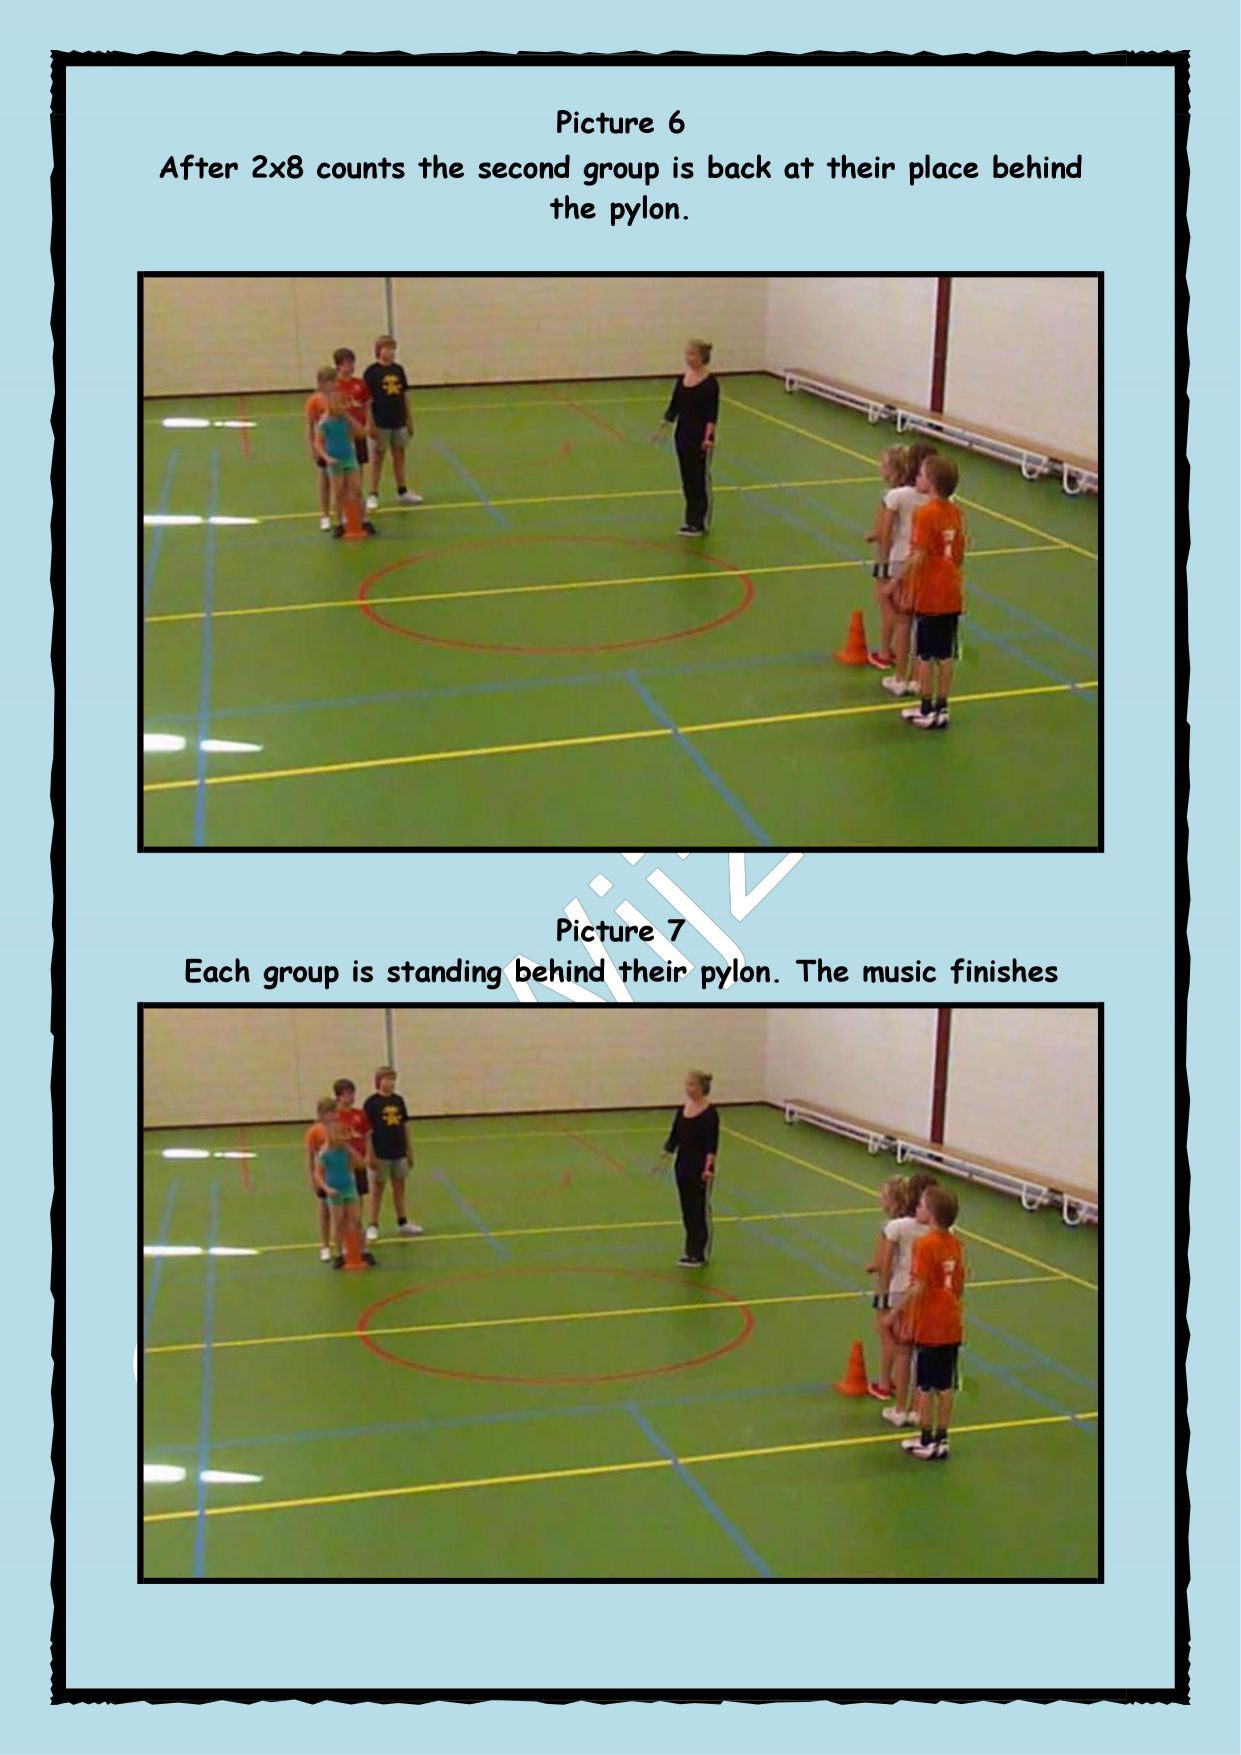 Picture 6
After 2x8 counts the second group is back at their place behind
the pylon.
Picture 7
Each group is standing behind their pylon. The music finishes